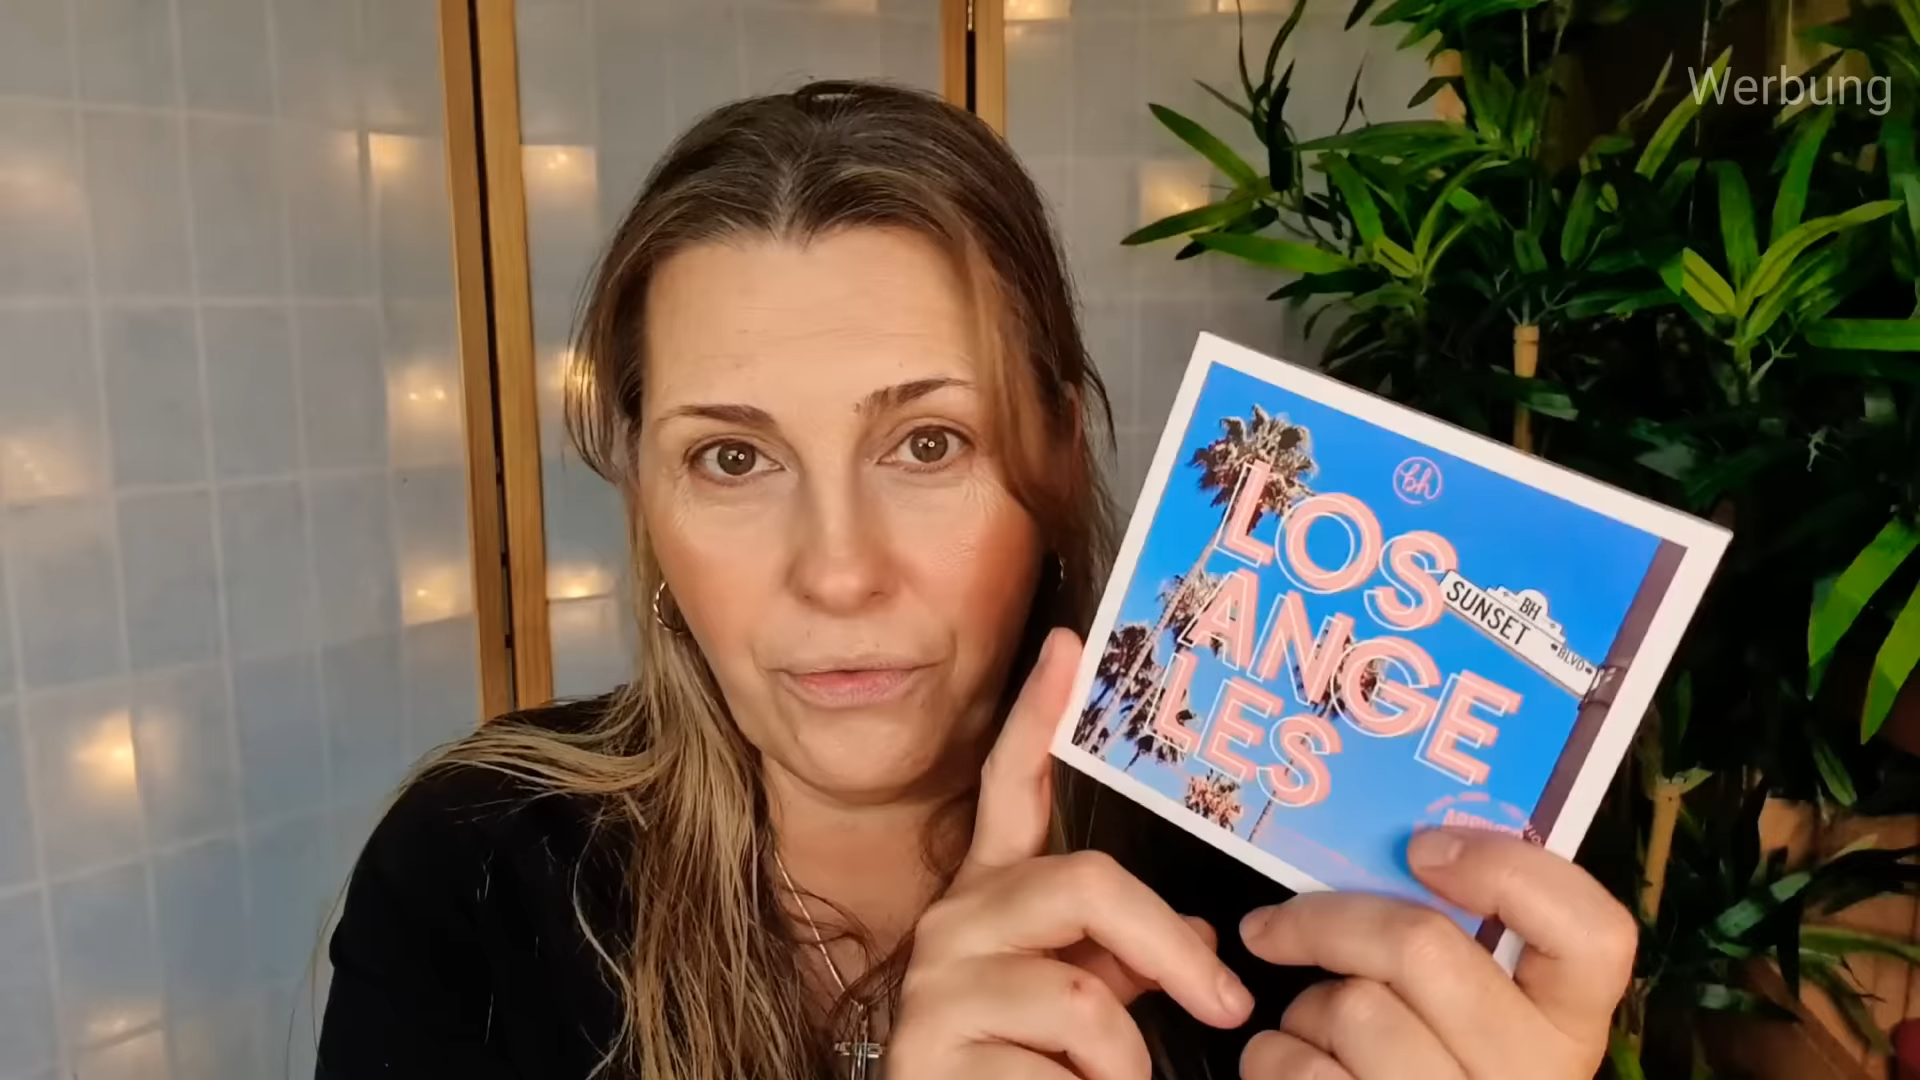 Werbung
bh
LOS
ANGE
LES
BH
SUNSET
BLVD